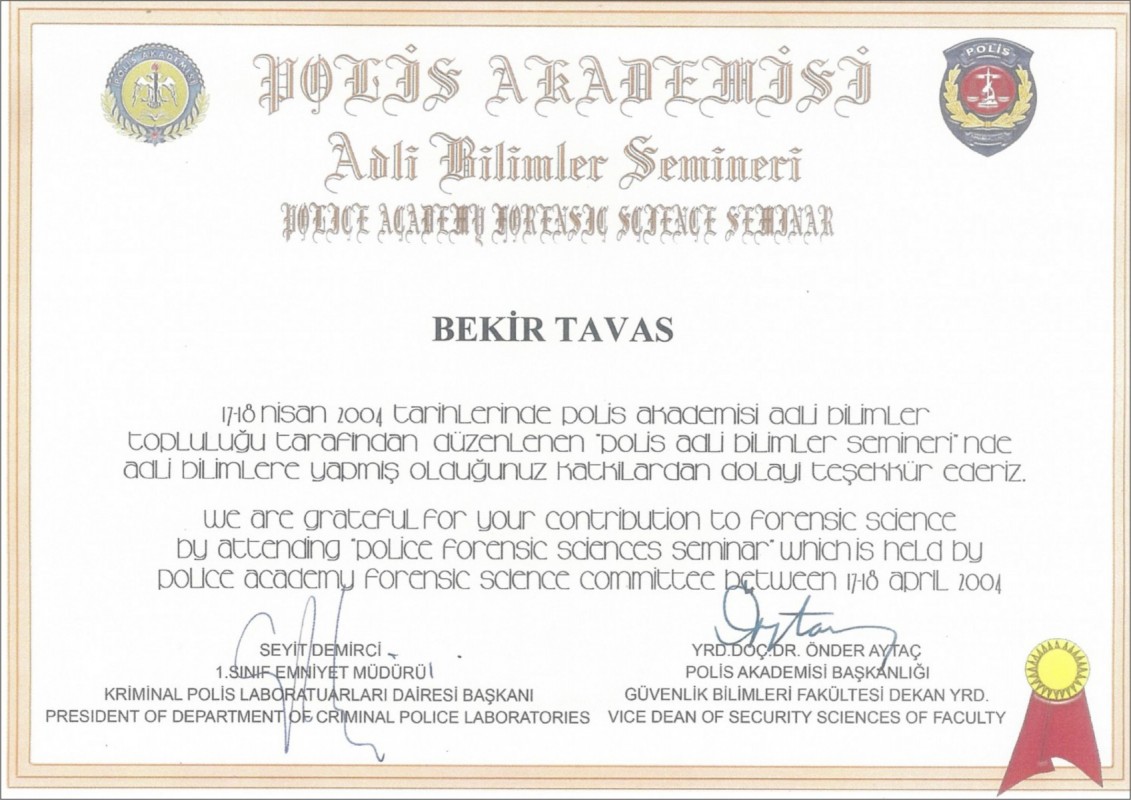 POLİS AKADEMİSİ
POLİS
POLİS AKADEMİSİ
Adli Bilimler Semineri
POLICE ACADEMY FORENSIC SCIENCE SEMINAR
BEKİR TAVAS
17-18 nisan 2004 tarihlerinde polis akademisi adli bilimler
topluluğu tarafından düzenlenen "polis adli bilimler semineri"nde
adli bilimlere yapmış olduğunuz katkılardan dolayı teşekkür ederiz.
we are grateful for your contribution to forensic science
by attending "police forensic sciences seminar" which is held by
police academy forensic science committee between 17-18 april 2004
SEYİT DEMİRCİ
1.SINIF EMNİYET MÜDÜRÜ
KRİMİNAL POLİS LABORATUARLARI DAİRESİ BAŞKANI
PRESIDENT OF DEPARTMENT OF CRIMINAL POLICE LABORATORIES
Öaytaç
YRD.DOÇ.DR. ÖNDER AYTAÇ
POLİS AKADEMİSİ BAŞKANLIĞI
GÜVENLİK BİLİMLERİ FAKÜLTESİ DEKAN YRD.
VICE DEAN OF SECURITY SCIENCES OF FACULTY